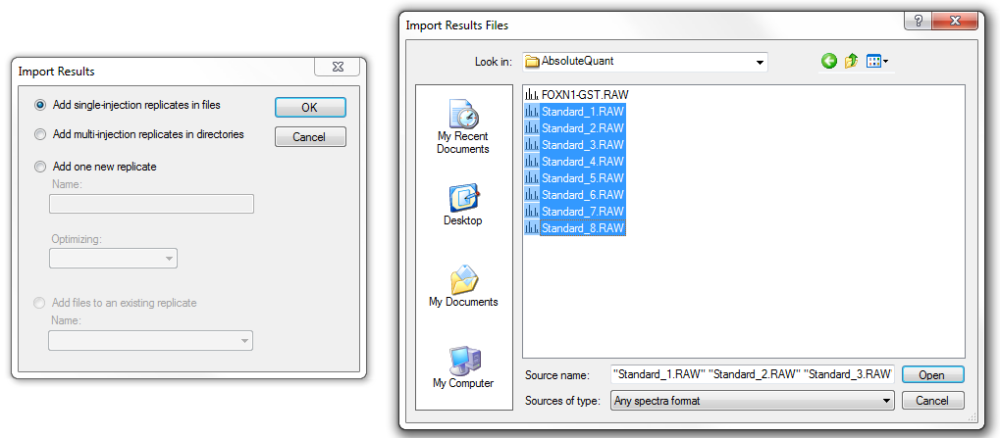 Import Results
Add single-injection replicates in files
OK
Add multi-injection replicates in directories
Cancel
Add one new replicate
Name:
Optimizing:
Add files to an existing replicate
Name:
Import Results Files
Look in:
AbsoluteQuant
My Recent
Documents
Desktop
My Documents
My Computer
FOXN1-GST.RAW
Standard_1.RAW
Standard_2.RAW
Standard_3.RAW
Standard_4.RAW
Standard_5.RAW
Standard_6.RAW
Standard_7.RAW
Standard_8.RAW
Source name:
"Standard_1.RAW" "Standard_2.RAW" "Standard_3.RAW
Open
Sources of type:
Any spectra format
Cancel